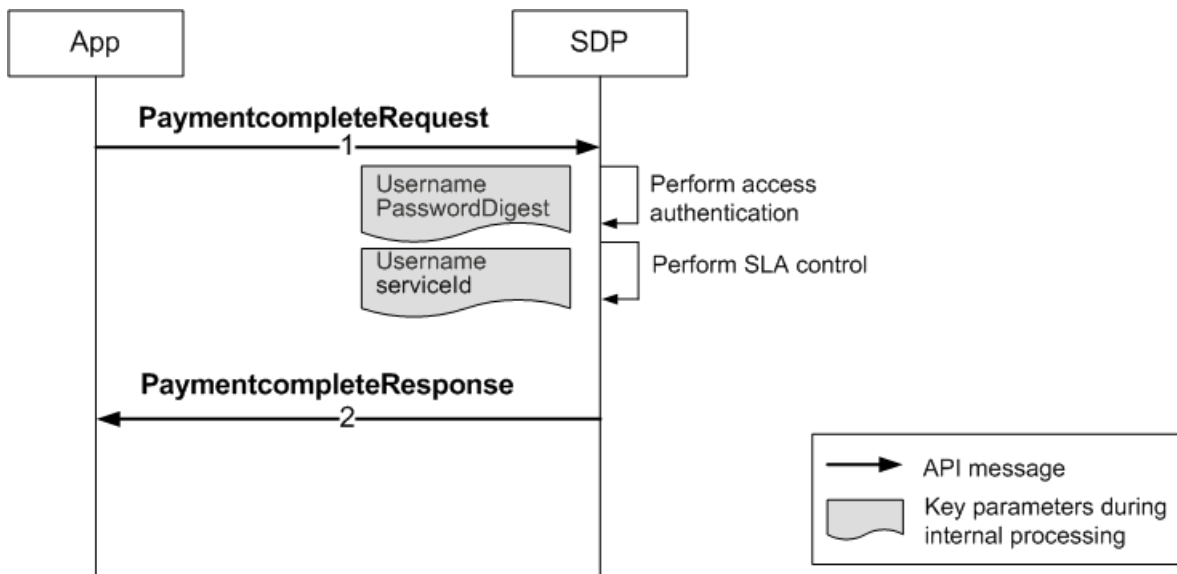 App
SDP
PaymentcompleteRequest
1
Username
PasswordDigest
Perform access
authentication
Username
serviceId
Perform SLA control
PaymentcompleteResponse
2
API message
Key parameters during
internal processing